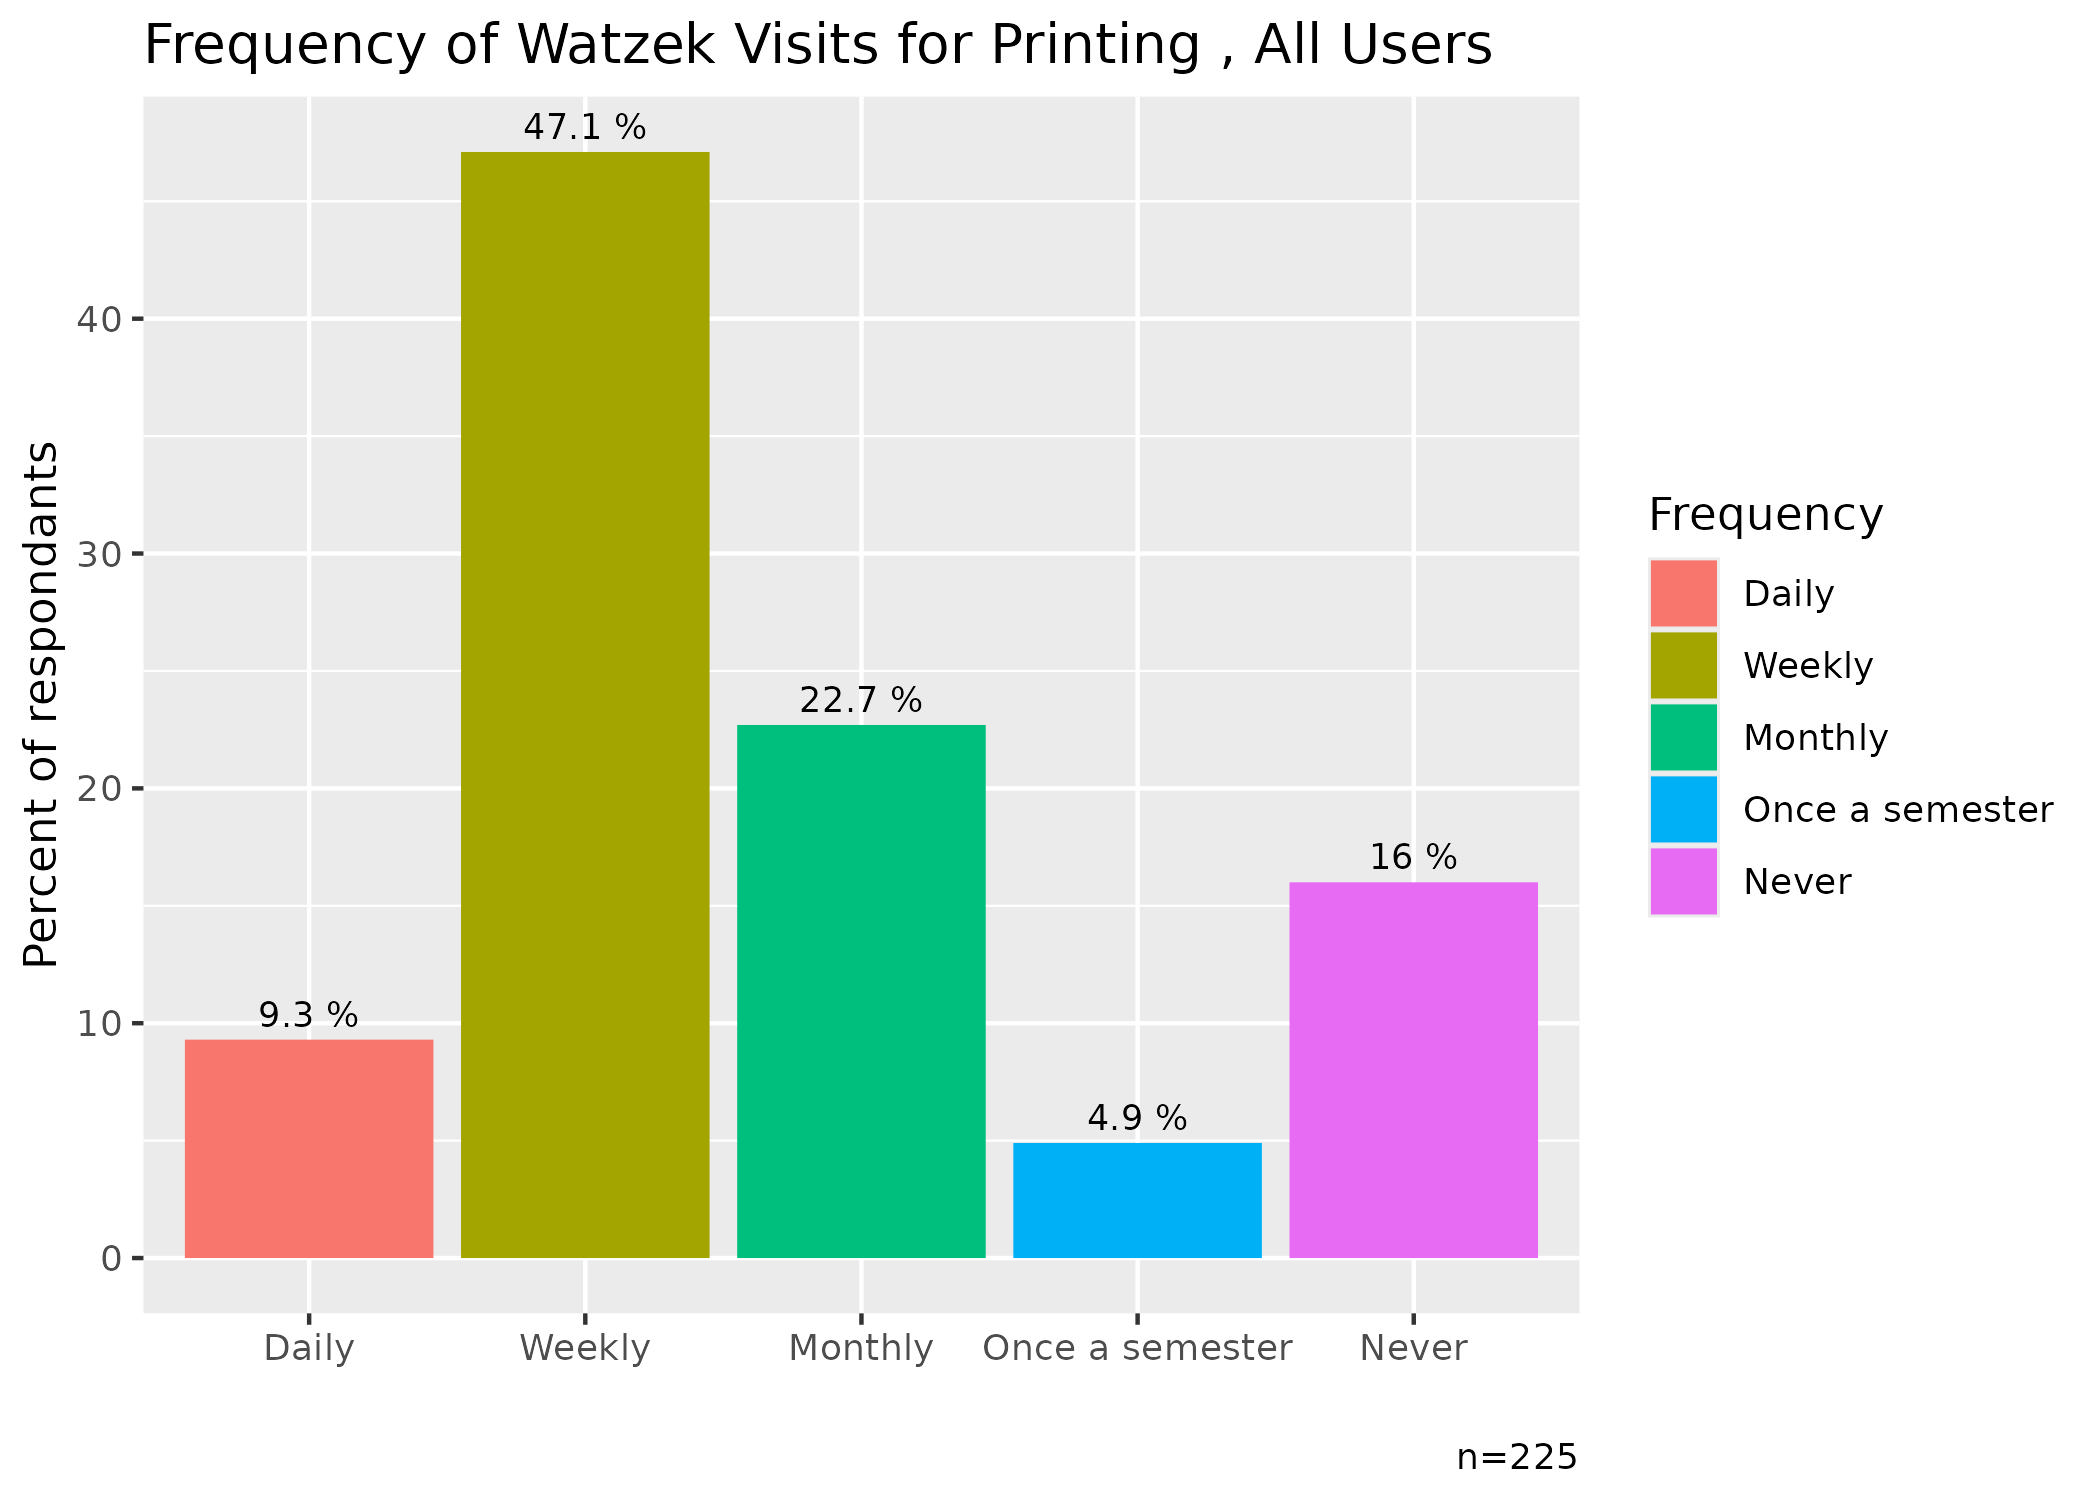 Frequency of Watzek Visits for Printing , All Users
Percent of respondants
40
30
20
10
0
9.3 %
47.1 %
22.7 %
4.9 %
16 %
Daily
Weekly
Monthly
Once a semester
Never
Frequency
Daily
Weekly
Monthly
Once a semester
Never
n=225